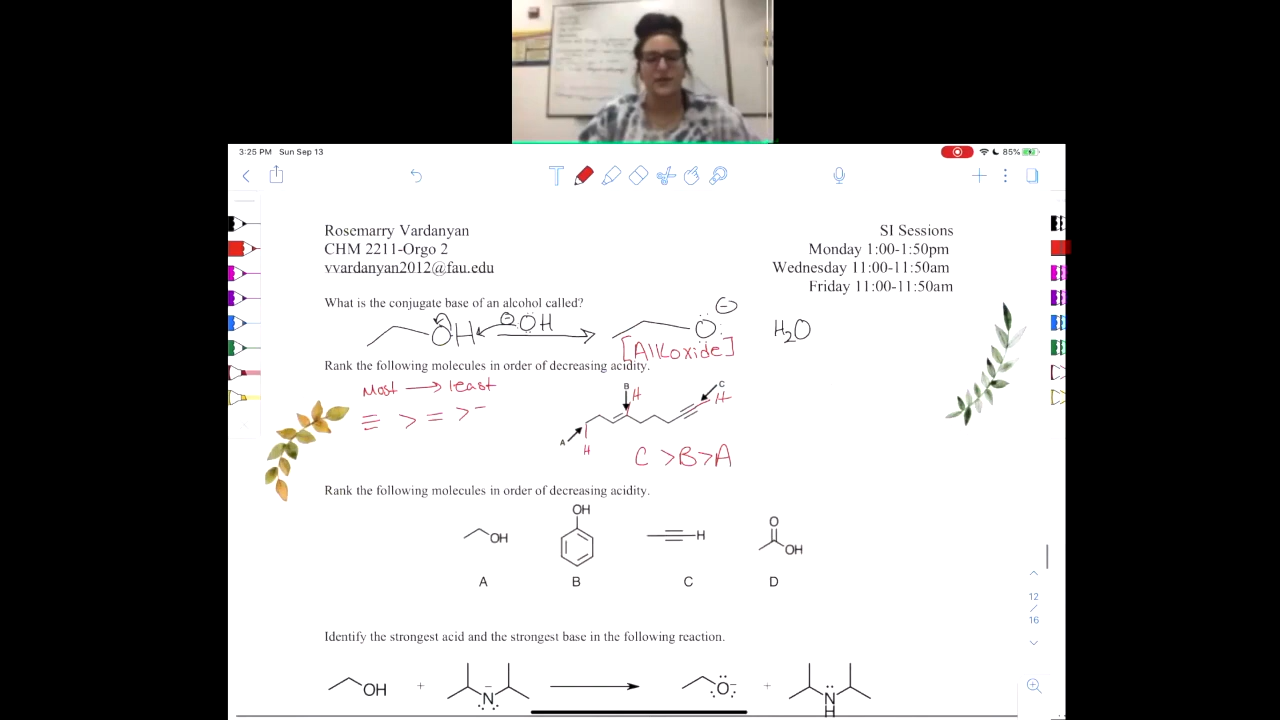 3:25 PM Sun Sep 13
85%
Rosemarry Vardanyan
CHM 2211-Orgo 2
vvardanyan2012@fau.edu
SI Sessions
Monday 1:00-1:50pm
Wednesday 11:00-11:50am
Friday 11:00-11:50am
What is the conjugate base of an alcohol called?
OH ⊖OH O ⊖ H2O
[Alkoxide]
Rank the following molecules in order of decreasing acidity.
Most → least
≡ > = > −
A
H
B
H
C
H
C > B > A
Rank the following molecules in order of decreasing acidity.
OH
OH
H
O
OH
A B C D
12
/
16
Identify the strongest acid and the strongest base in the following reaction.
OH + N − O − + N
H